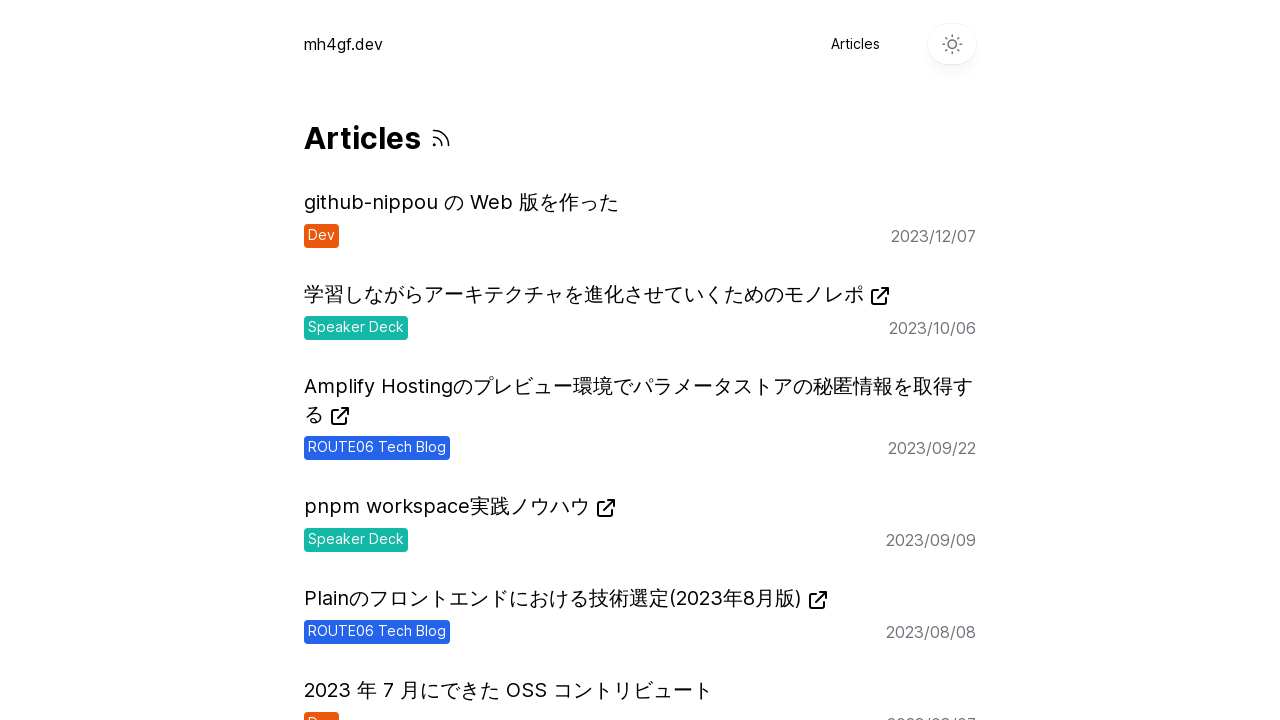 mh4gf.dev
Articles
Articles
github-nippou の Web 版を作った
Dev
2023/12/07
学習しながらアーキテクチャを進化させていくためのモノレポ
Speaker Deck
2023/10/06
Amplify Hostingのプレビュー環境でパラメータストアの秘匿情報を取得す
る
ROUTE06 Tech Blog
2023/09/22
pnpm workspace実践ノウハウ
Speaker Deck
2023/09/09
Plainのフロントエンドにおける技術選定(2023年8月版)
ROUTE06 Tech Blog
2023/08/08
2023 年 7 月にできた OSS コントリビュート
Dev